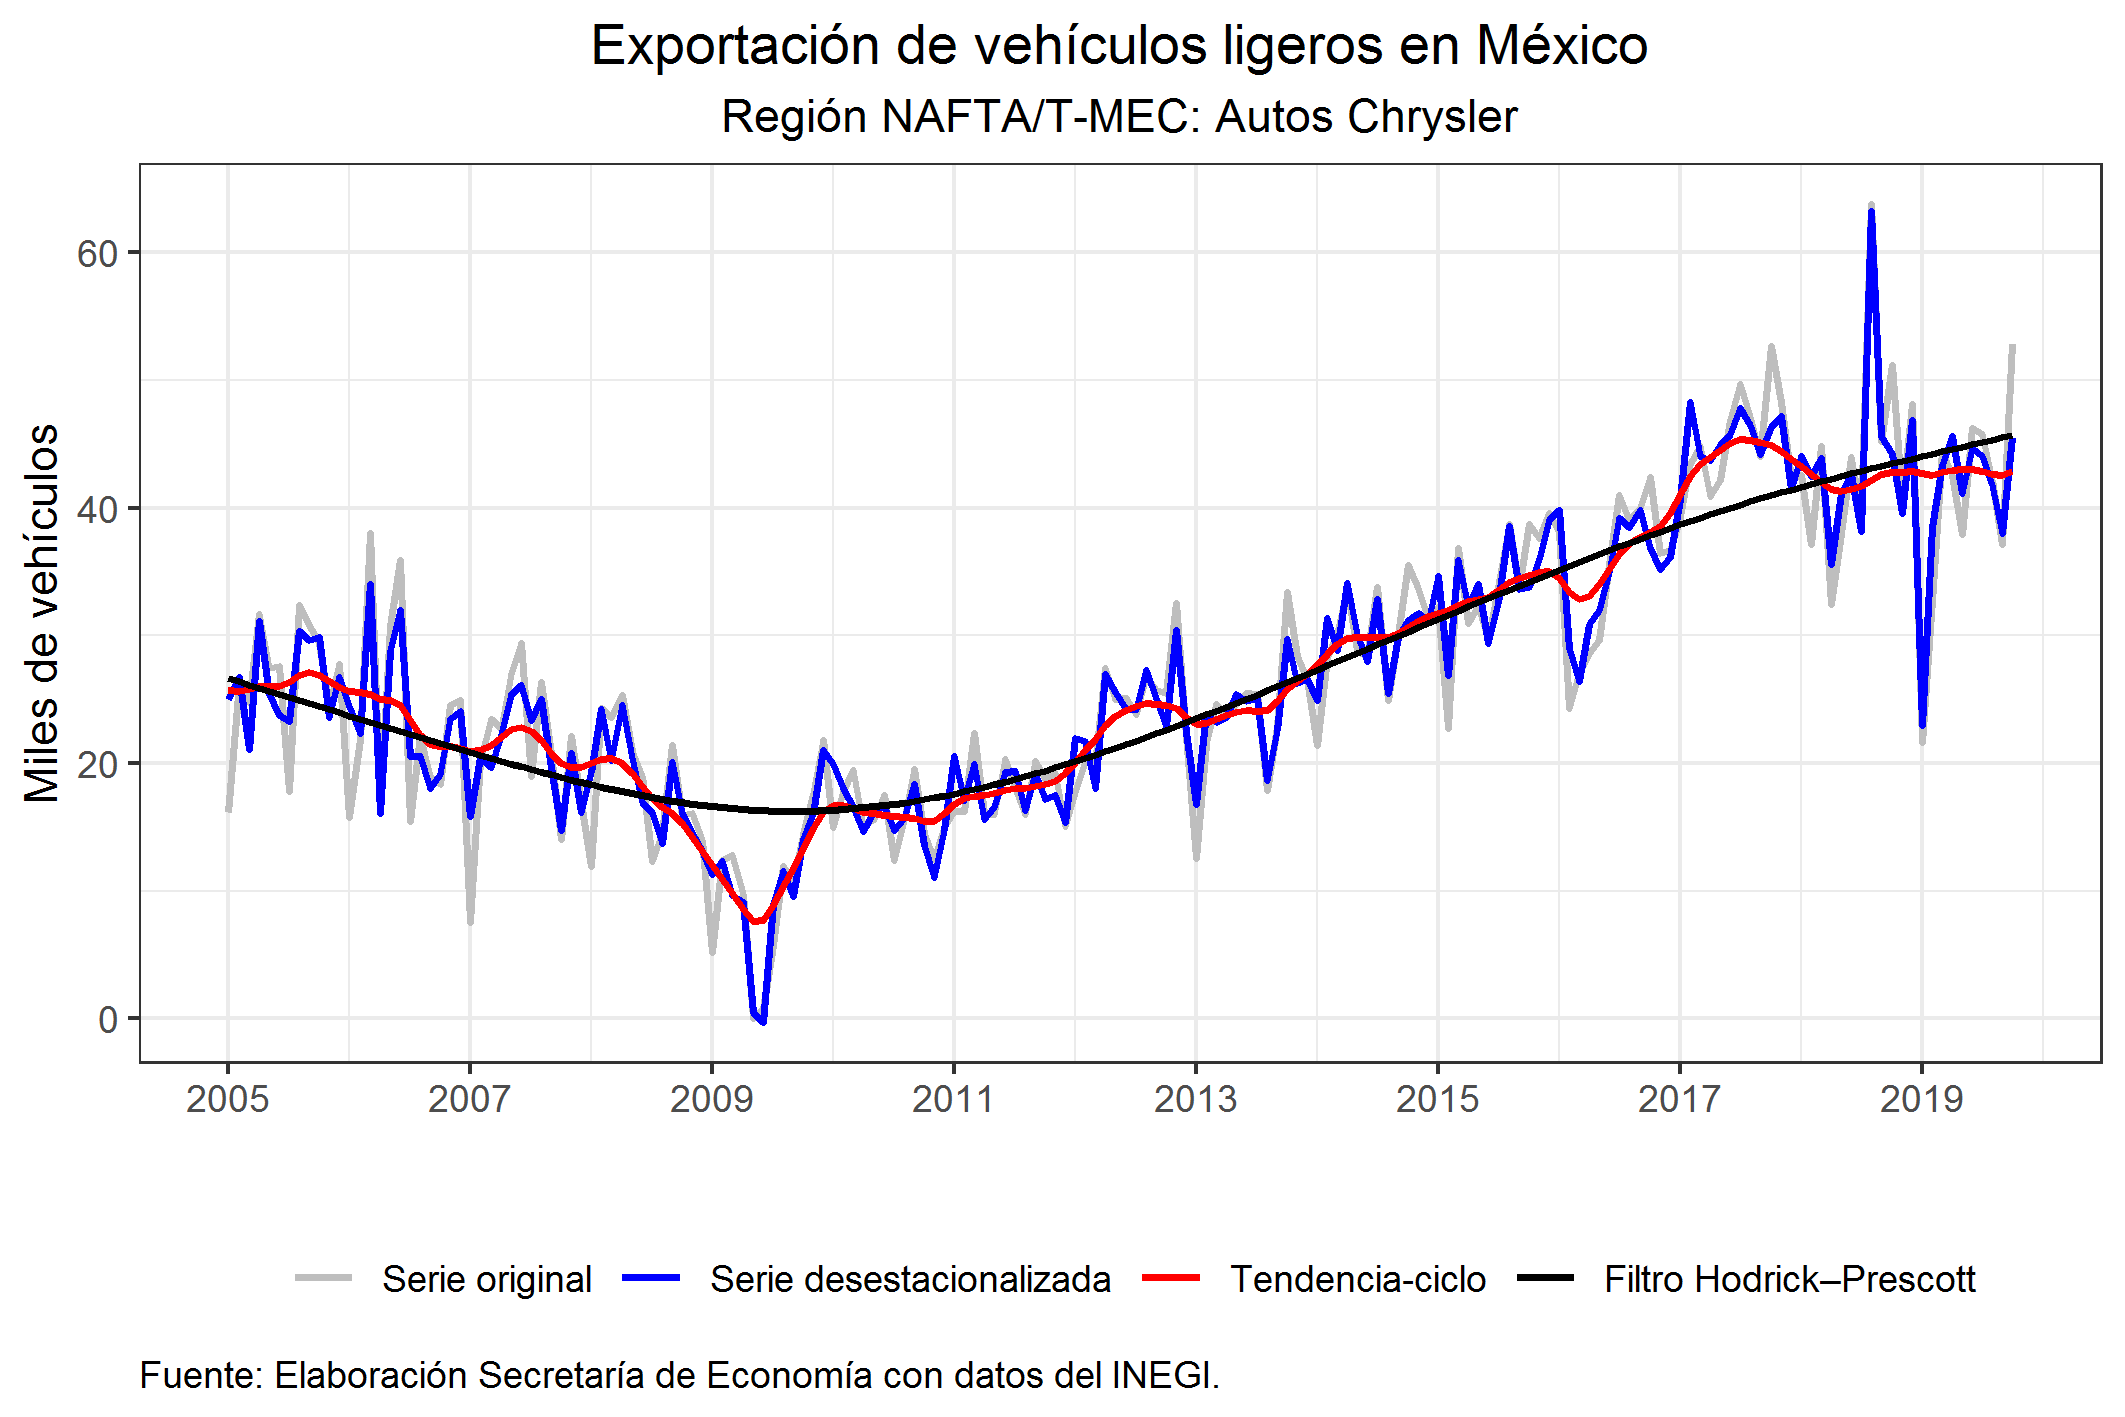 Exportación de vehículos ligeros en México
Región NAFTA/T-MEC: Autos Chrysler
Miles de vehículos
60
40
20
0
2005 2007 2009 2011 2013 2015 2017 2019
Serie original Serie desestacionalizada Tendencia-ciclo Filtro Hodrick–Prescott
Fuente: Elaboración Secretaría de Economía con datos del INEGI.